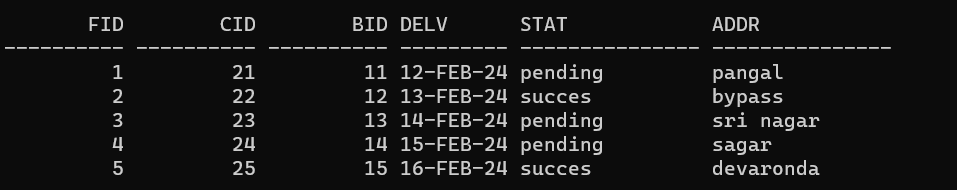 FID CID BID DELV STAT ADDR
---------- ---------- ---------- --------- --------------- ---------------
1 21 11 12-FEB-24 pending pangal
2 22 12 13-FEB-24 succes bypass
3 23 13 14-FEB-24 pending sri nagar
4 24 14 15-FEB-24 pending sagar
5 25 15 16-FEB-24 succes devaronda